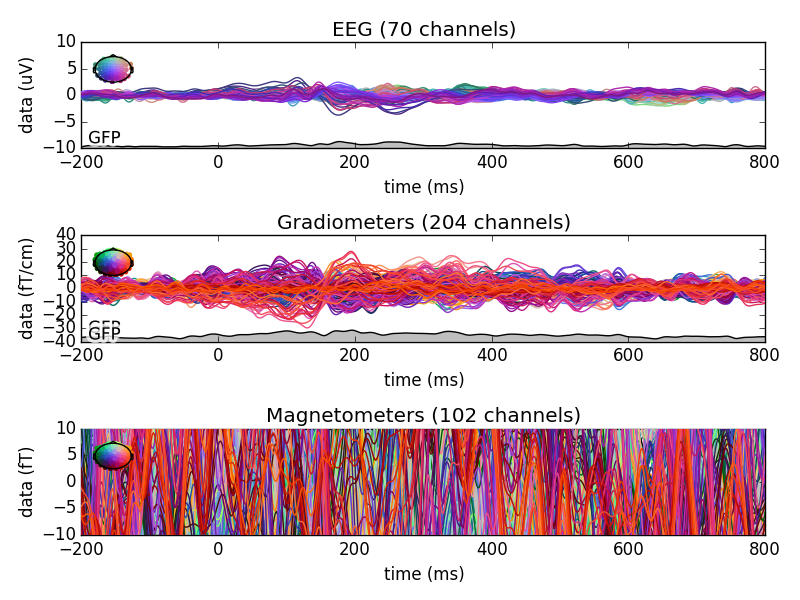 EEG (70 channels)
10
5
0
−5
−10
data (uV)
GFP
−200 0 200 400 600 800
time (ms)
Gradiometers (204 channels)
40
30
20
10
0
−10
−20
−30
−40
data (fT/cm)
GFP
GFP
−200 0 200 400 600 800
time (ms)
Magnetometers (102 channels)
10
5
0
−5
−10
data (fT)
−200 0 200 400 600 800
time (ms)